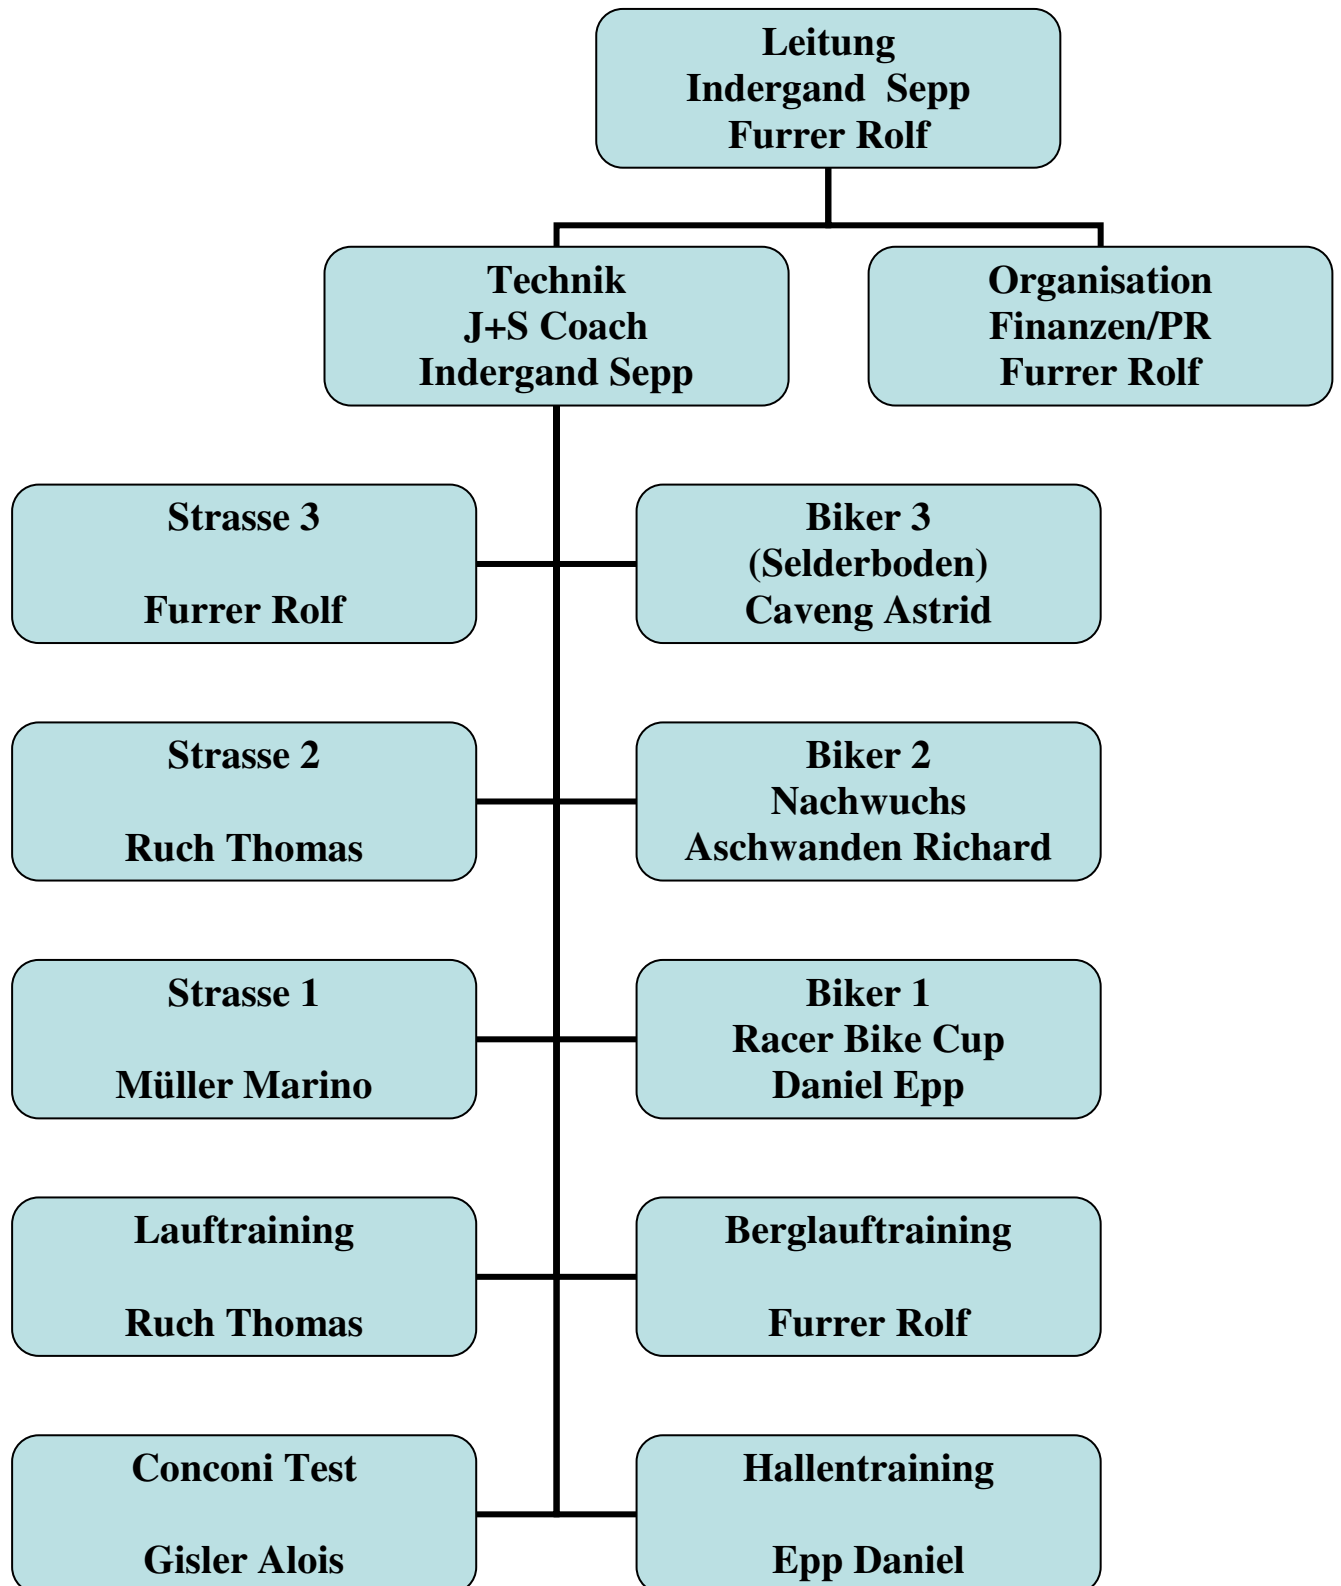 Leitung
Indergand  Sepp
Furrer Rolf
Technik
J+S Coach
Indergand Sepp
Organisation
Finanzen/PR
Furrer Rolf
Strasse 3
Furrer Rolf
Biker 3
(Selderboden)
Caveng Astrid
Strasse 2
Ruch Thomas
Biker 2
Nachwuchs
Aschwanden Richard
Strasse 1
Müller Marino
Biker 1
Racer Bike Cup
Daniel Epp
Lauftraining
Ruch Thomas
Berglauftraining
Furrer Rolf
Conconi Test
Gisler Alois
Hallentraining
Epp Daniel